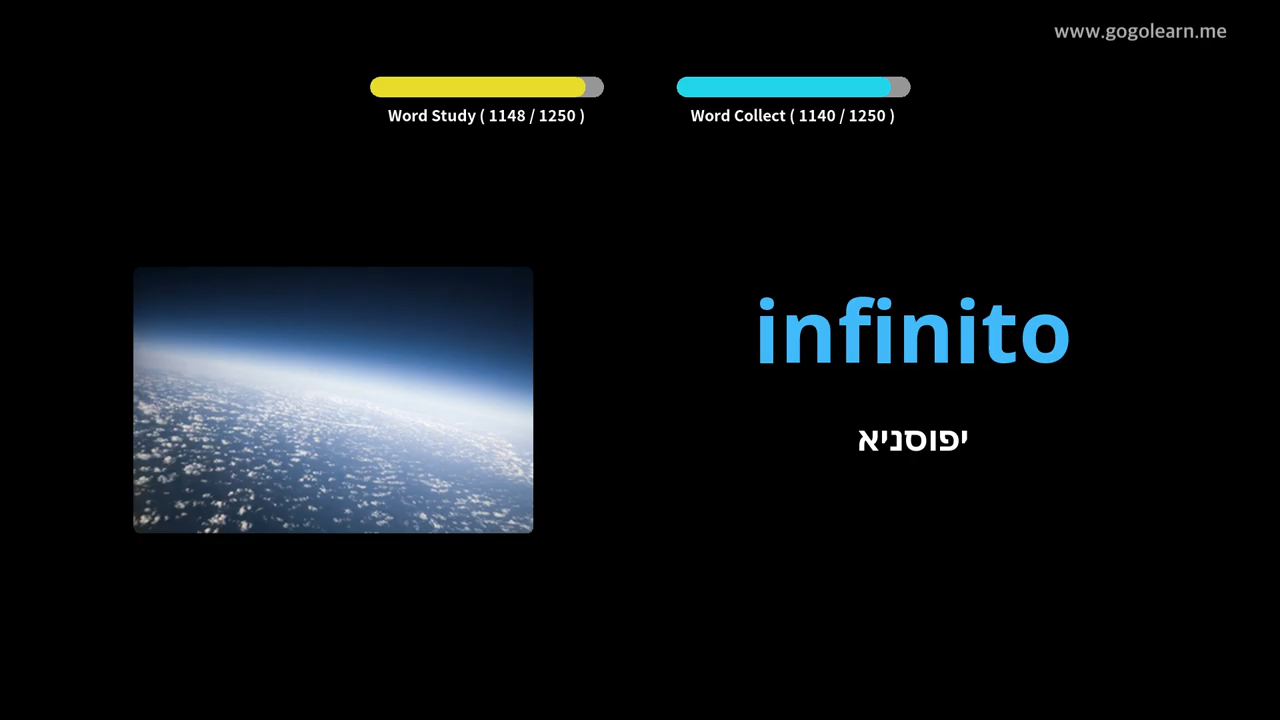 www.gogolearn.me
Word Study ( 1148 / 1250 )
Word Collect ( 1140 / 1250 )
infinito
יפוסניא